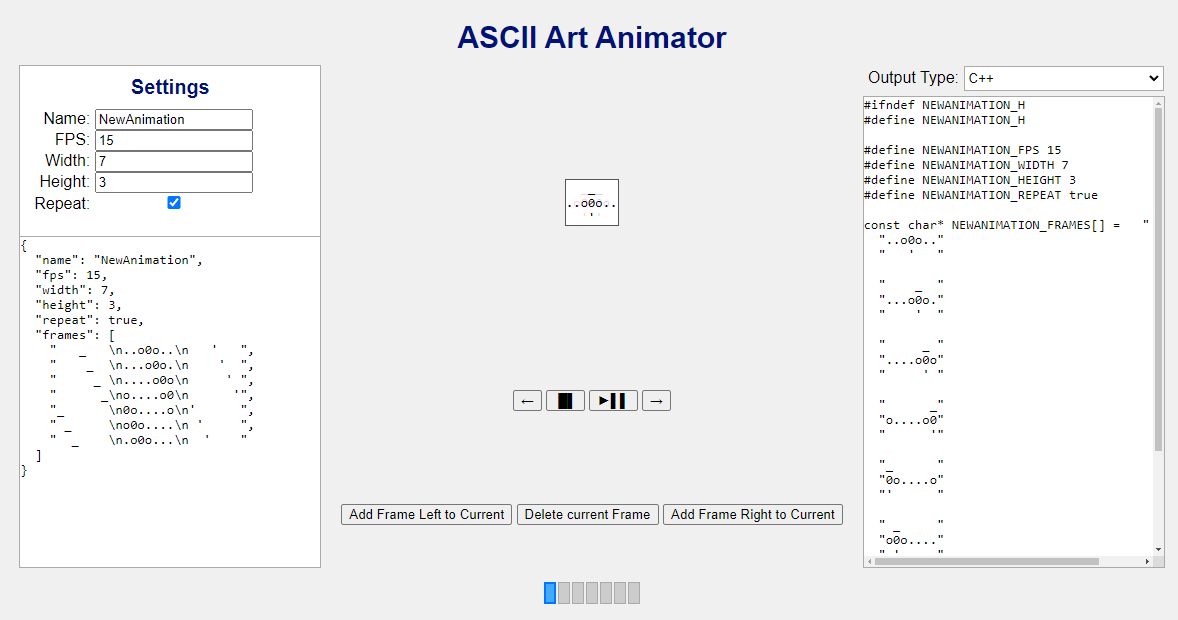 ASCII Art Animator
Settings
Name: NewAnimation
FPS: 15
Width: 7
Height: 3
Repeat:
{
  "name": "NewAnimation",
  "fps": 15,
  "width": 7,
  "height": 3,
  "repeat": true,
  "frames": [
    "   _   \n..o0o..\n   '   ",
    "    _  \n...o0o.\n    '  ",
    "     _ \n....o0o\n     ' ",
    "      _\no....o0\n      '",
    "_      \n0o....o\n'      ",
    " _     \no0o....\n '     ",
    "  _    \n.o0o...\n  '    "
  ]
}
   _
..o0o..
   '
← █▌ ►▌▌ →
Add Frame Left to Current Delete current Frame Add Frame Right to Current
Output Type: C++
#ifndef NEWANIMATION_H
#define NEWANIMATION_H
#define NEWANIMATION_FPS 15
#define NEWANIMATION_WIDTH 7
#define NEWANIMATION_HEIGHT 3
#define NEWANIMATION_REPEAT true
const char* NEWANIMATION_FRAMES[] =   "
  "..o0o.."
  "   '   "
  "    _  "
  "...o0o."
  "    '  "
  "     _ "
  "....o0o"
  "     ' "
  "      _"
  "o....o0"
  "      '"
  "_      "
  "0o....o"
  "'      "
  " _     "
  "o0o...."
  " '     "